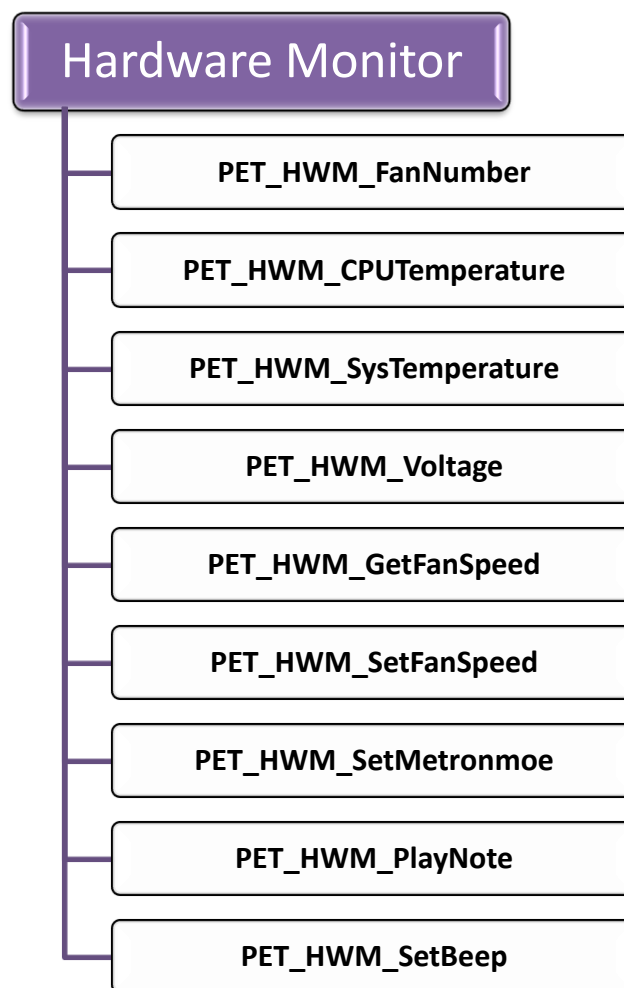 Hardware Monitor
PET_HWM_FanNumber
PET_HWM_CPUTemperature
PET_HWM_SysTemperature
PET_HWM_Voltage
PET_HWM_GetFanSpeed
PET_HWM_SetFanSpeed
PET_HWM_SetMetronmoe
PET_HWM_PlayNote
PET_HWM_SetBeep